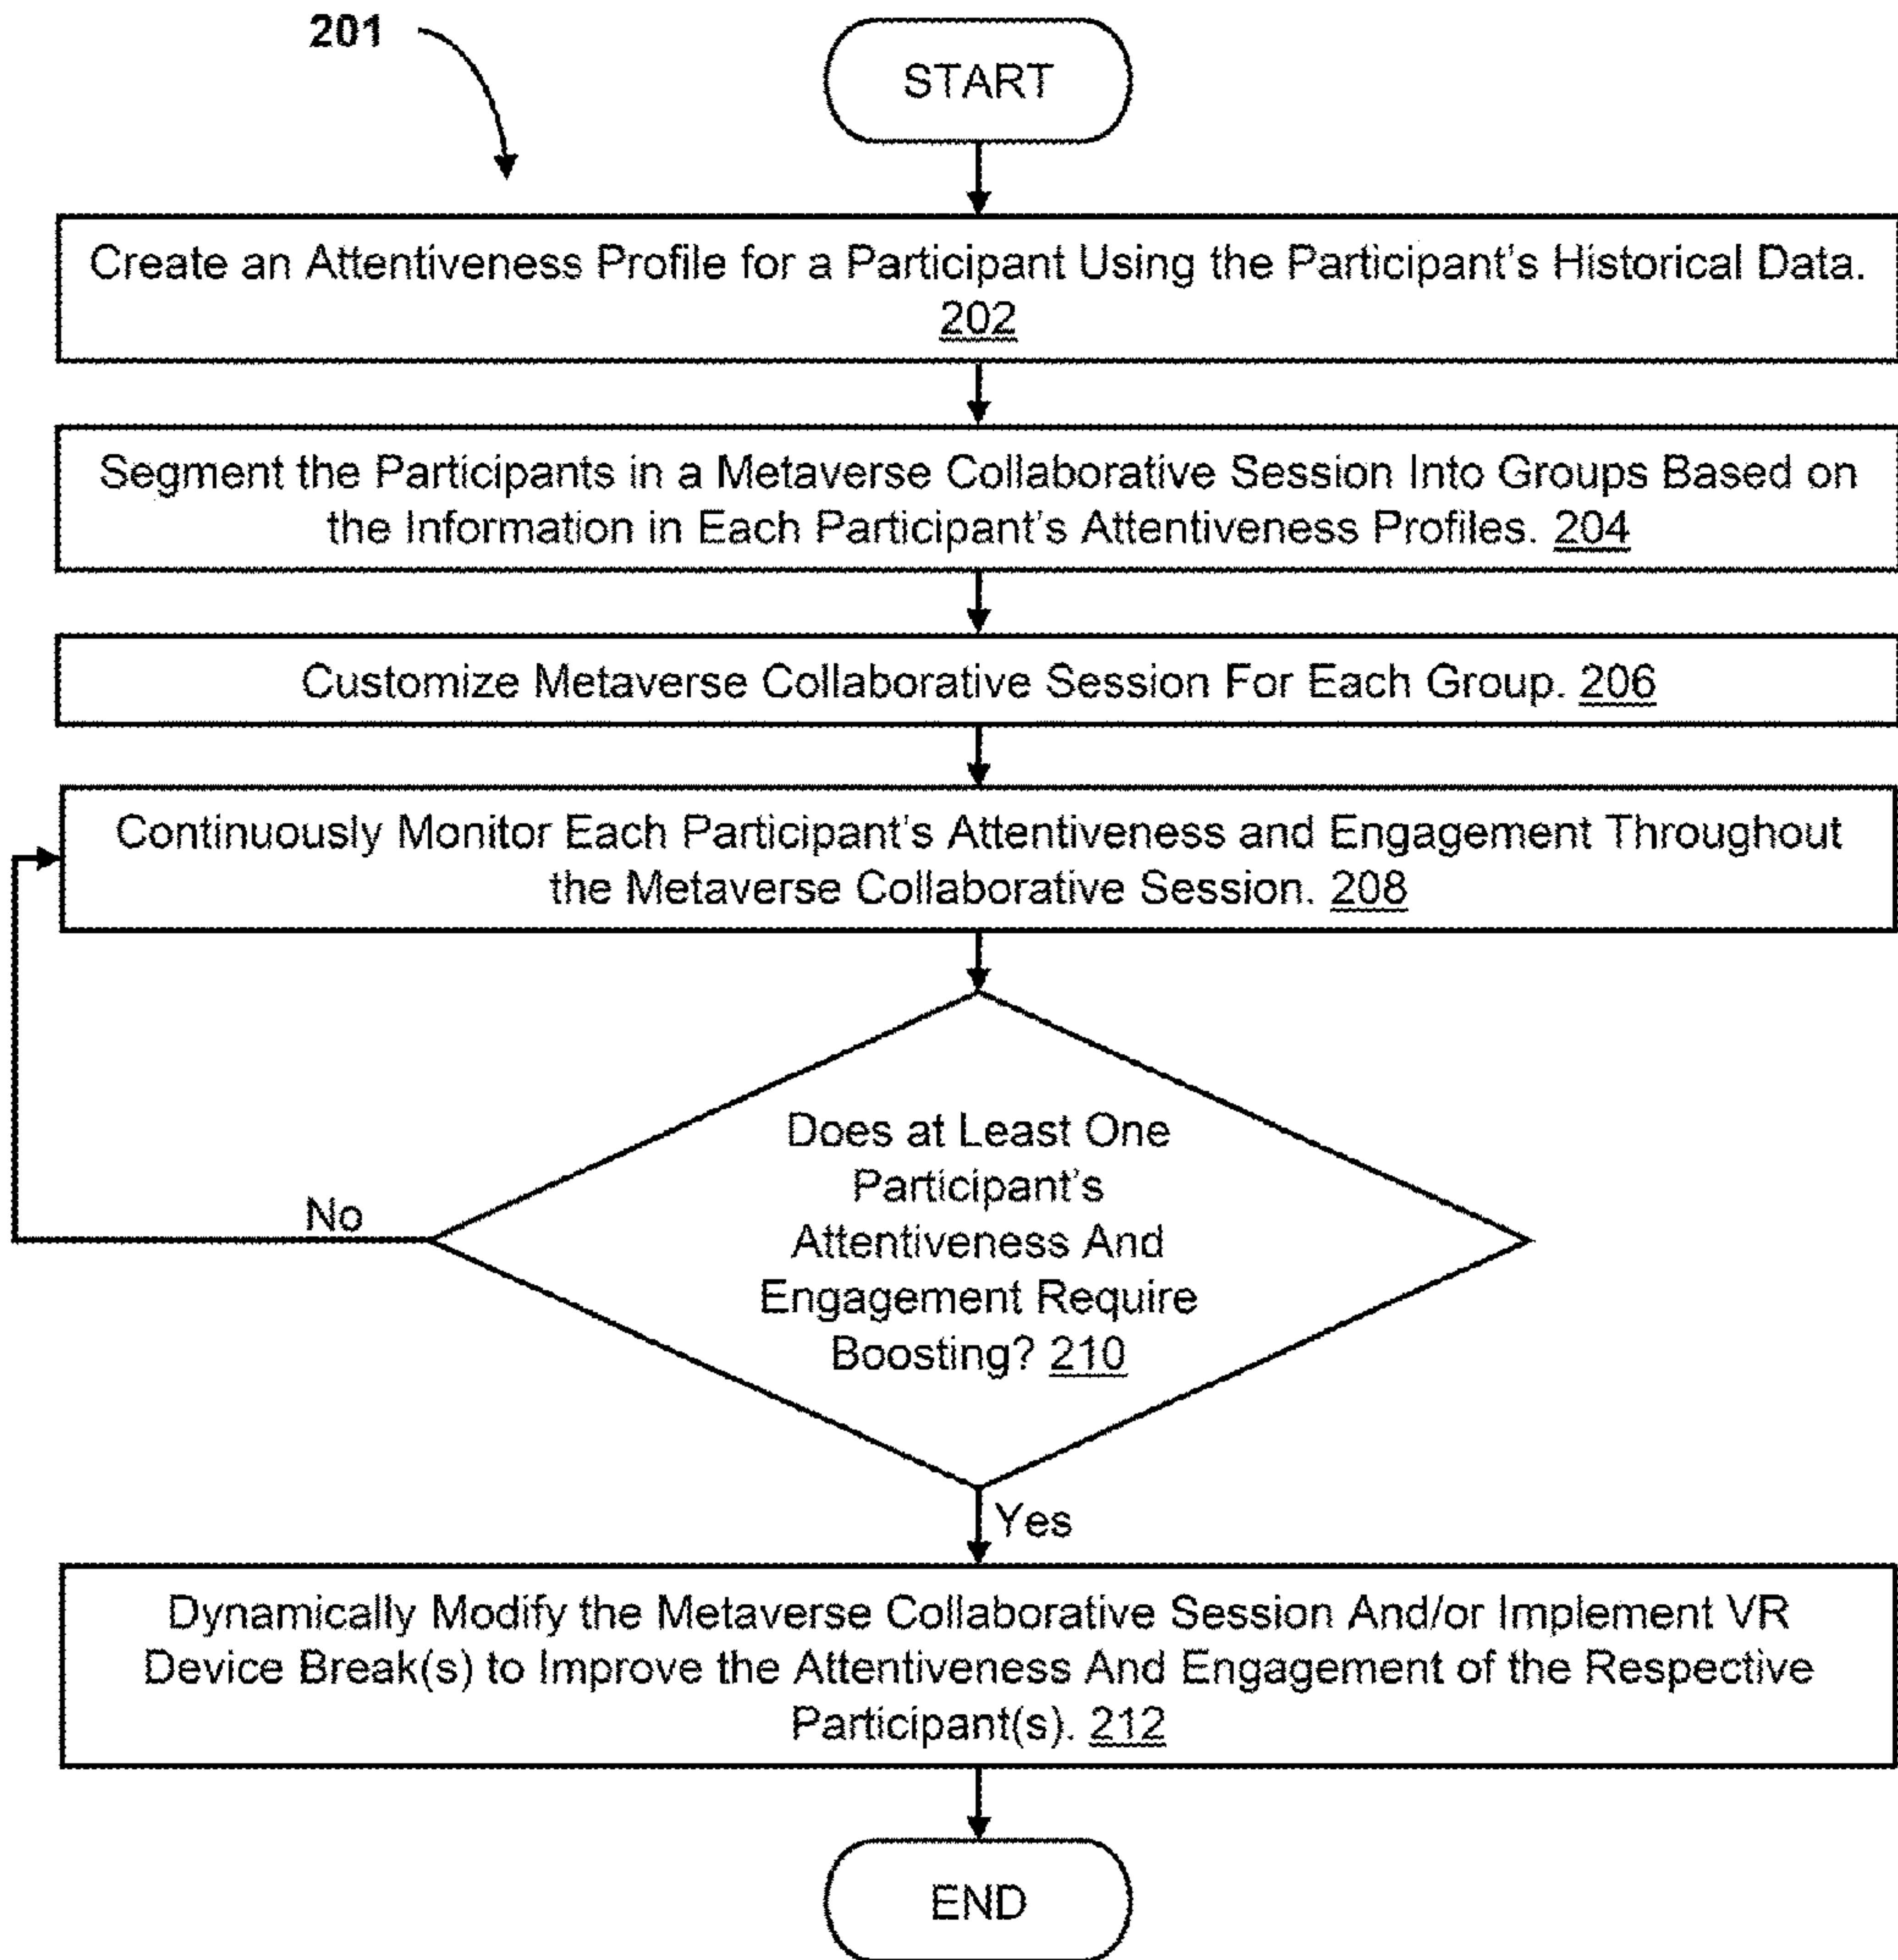 201
START
Create an Attentiveness Profile for a Participant Using the Participant's Historical Data.
202
Segment the Participants in a Metaverse Collaborative Session Into Groups Based on
the Information in Each Participant's Attentiveness Profiles. 204
Customize Metaverse Collaborative Session For Each Group. 206
Continuously Monitor Each Participant's Attentiveness and Engagement Throughout
the Metaverse Collaborative Session. 208
Does at Least One
Participant's
Attentiveness And
Engagement Require
Boosting? 210
No
Yes
Dynamically Modify the Metaverse Collaborative Session And/or Implement VR
Device Break(s) to Improve the Attentiveness And Engagement of the Respective
Participant(s). 212
END